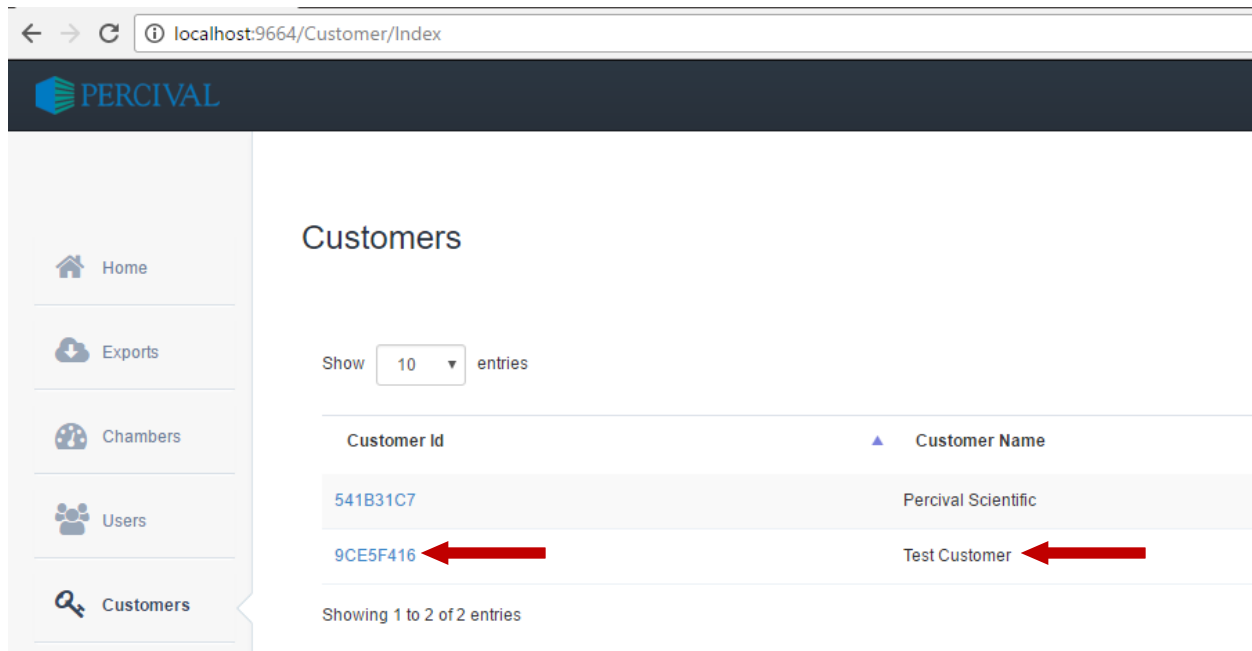 localhost:9664/Customer/Index
PERCIVAL
Customers
Home
Exports
Chambers
Users
Customers
Show 10 entries
Customer Id Customer Name
541B31C7 Percival Scientific
9CE5F416 Test Customer
Showing 1 to 2 of 2 entries